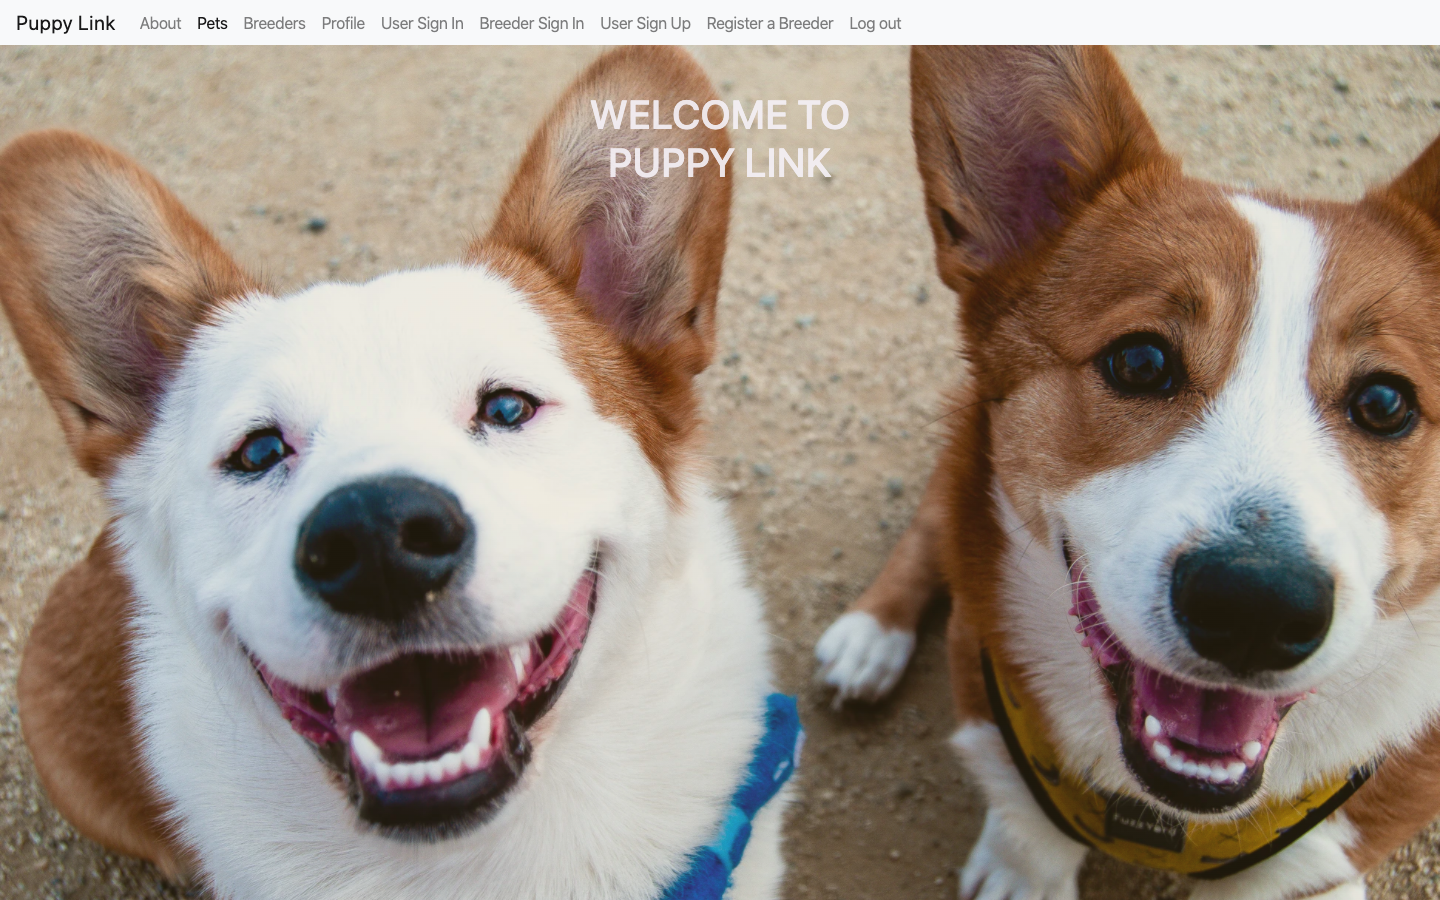 Puppy Link About Pets Breeders Profile User Sign In Breeder Sign In User Sign Up Register a Breeder Log out
WELCOME TO
PUPPY LINK